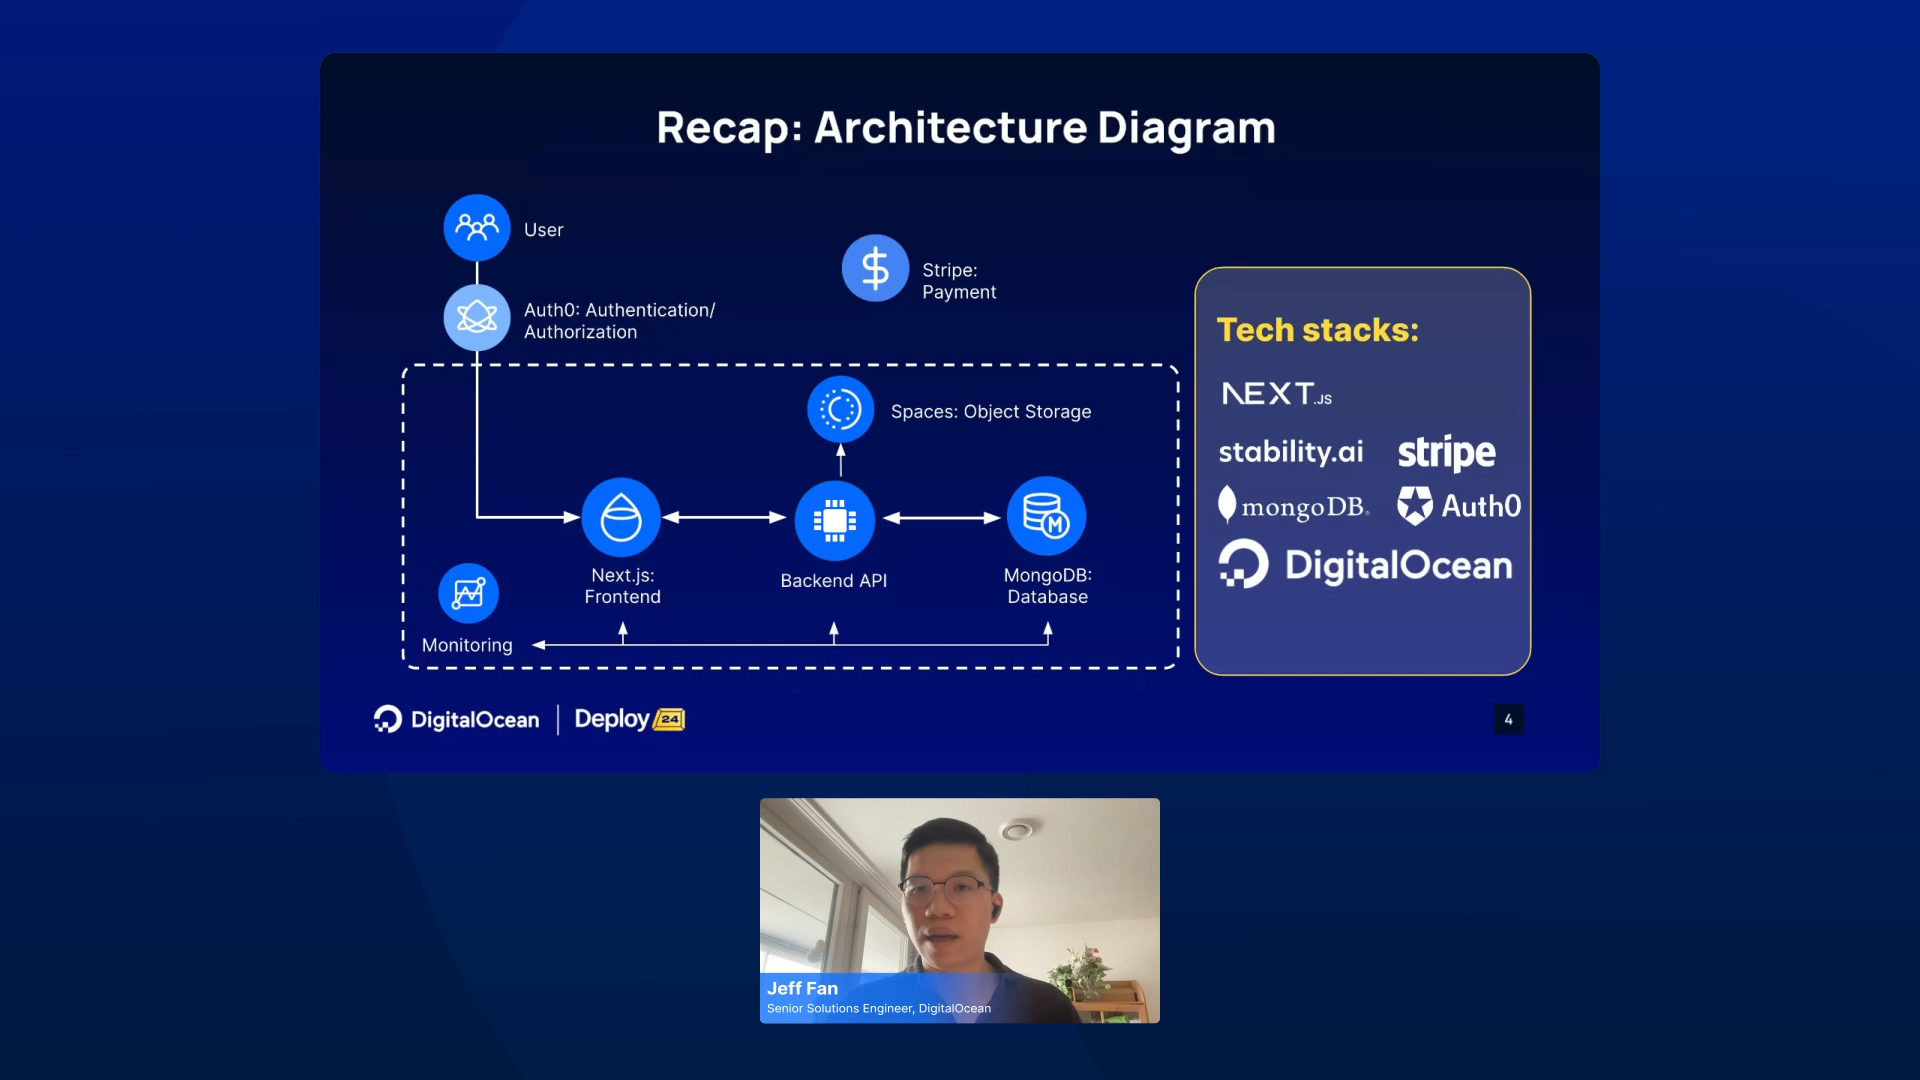 Recap: Architecture Diagram
User
Auth0: Authentication/
Authorization
Stripe:
Payment
Spaces: Object Storage
Next.js:
Frontend
Backend API
M
MongoDB:
Database
Monitoring
Tech stacks:
NEXT.JS
stability.ai
stripe
mongoDB®
Auth0
DigitalOcean
DigitalOcean
Deploy 24
4
Jeff Fan
Senior Solutions Engineer, DigitalOcean